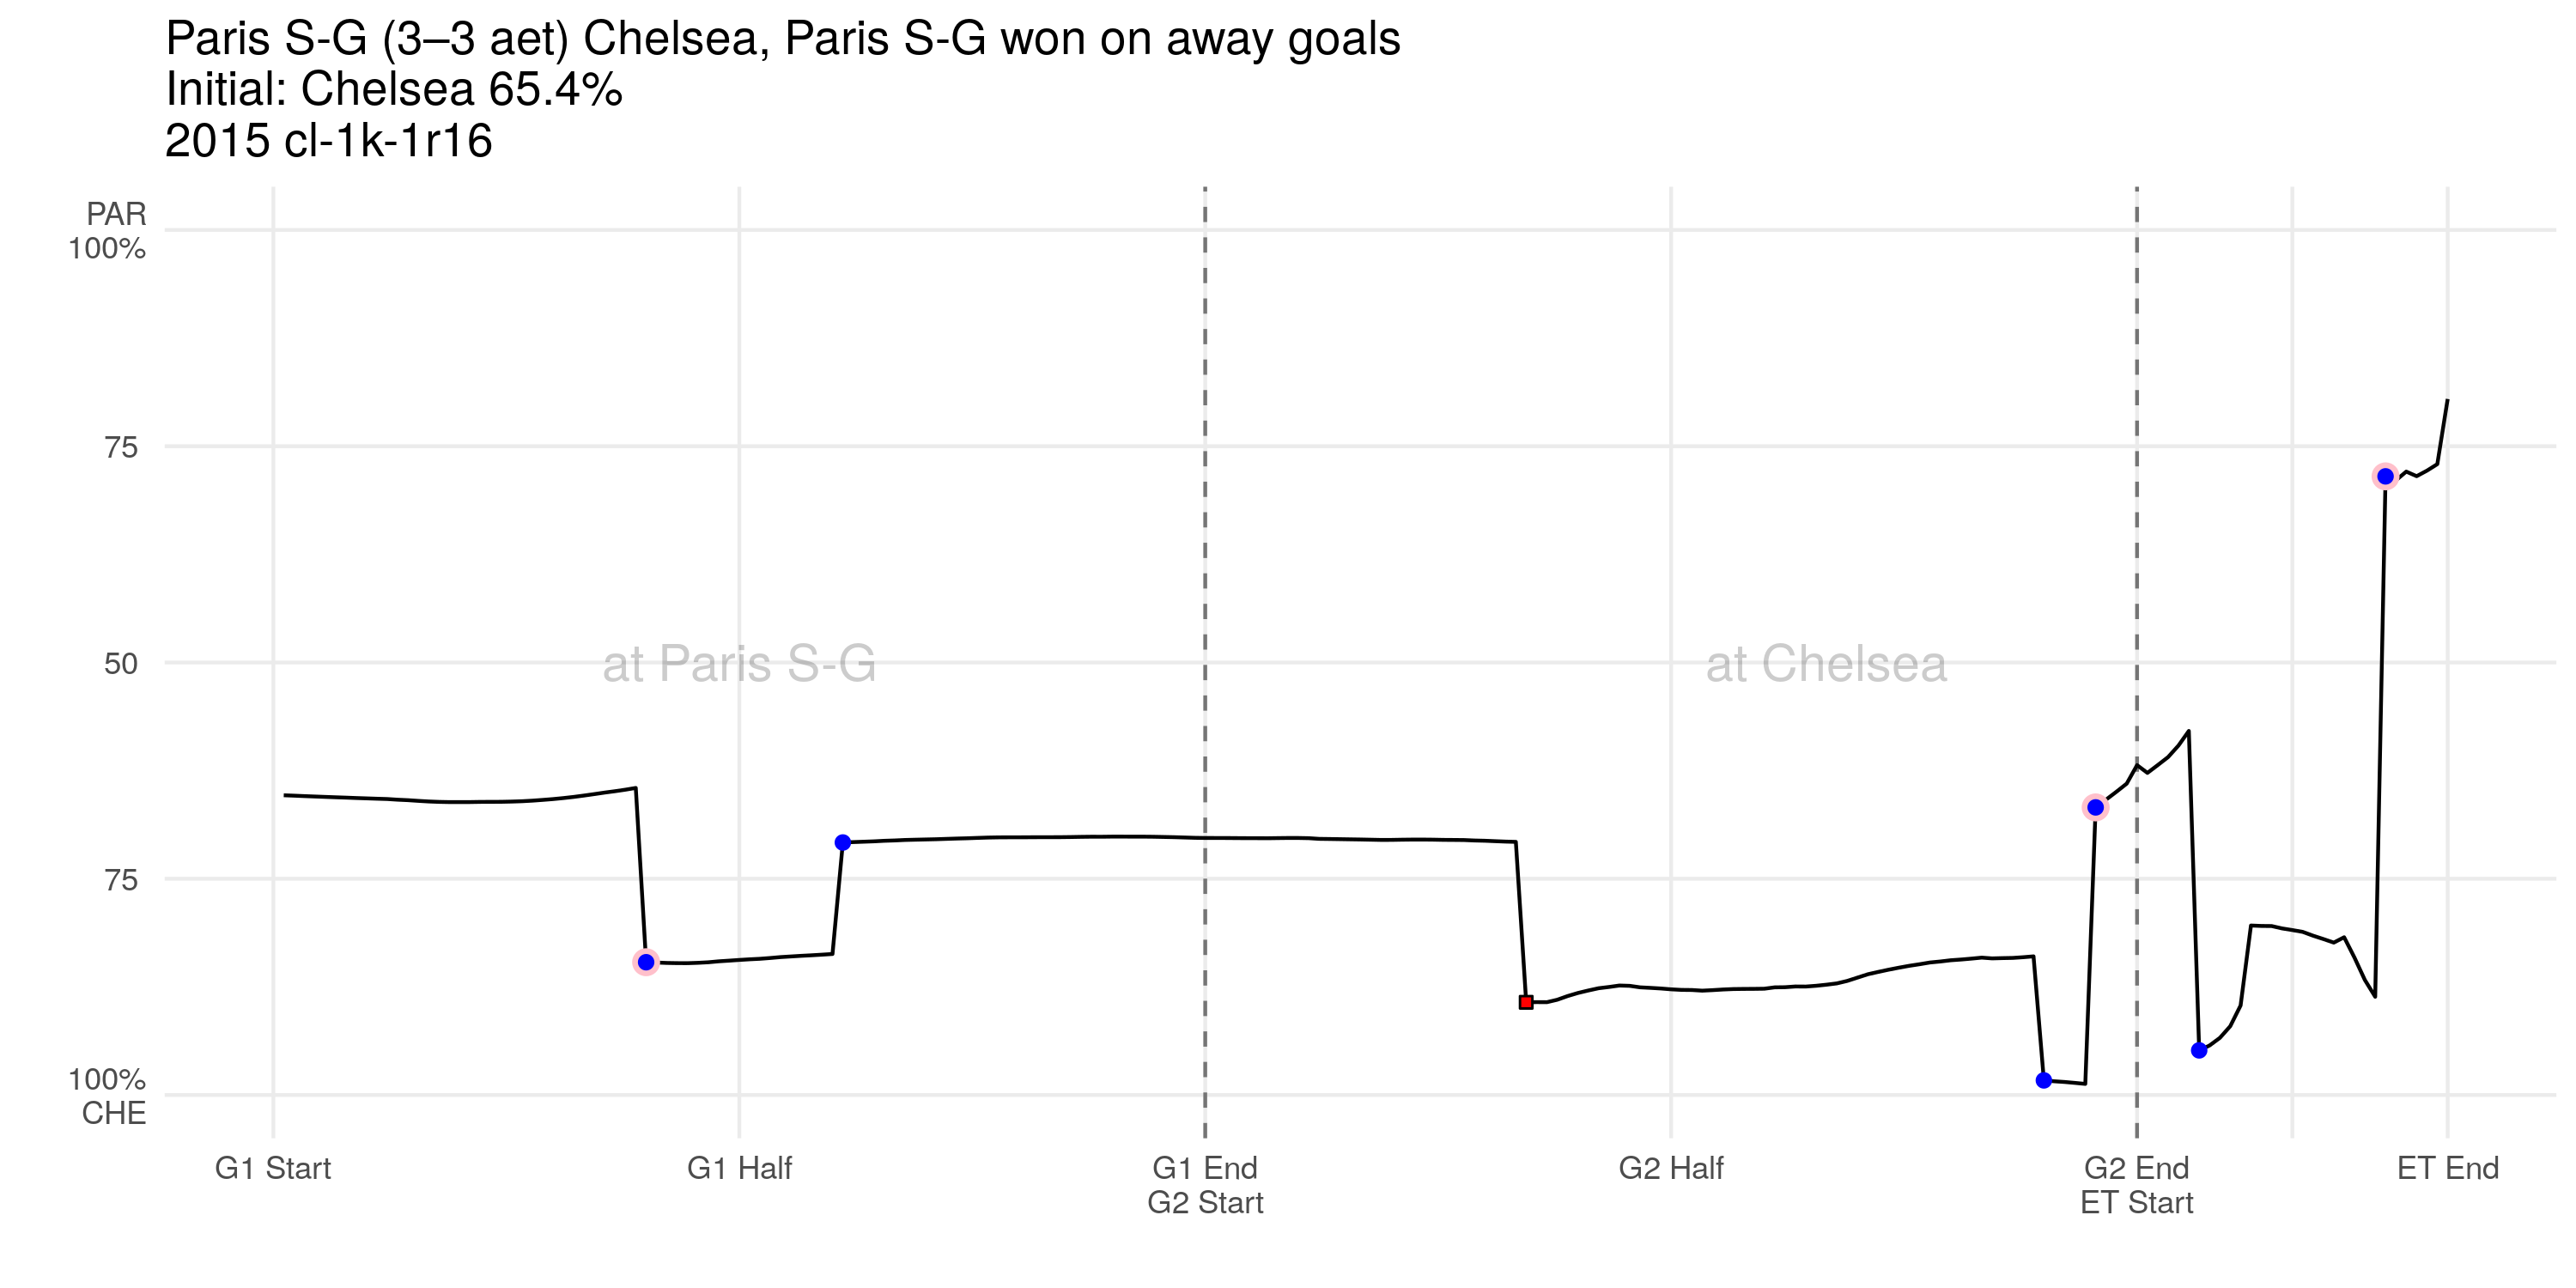 Paris S-G (3–3 aet) Chelsea, Paris S-G won on away goals
Initial: Chelsea 65.4%
2015 cl-1k-1r16
PAR
100%
75
50
75
100%
CHE
at Paris S-G
at Chelsea
G1 Start
G1 Half
G1 End
G2 Start
G2 Half
G2 End
ET Start
ET End